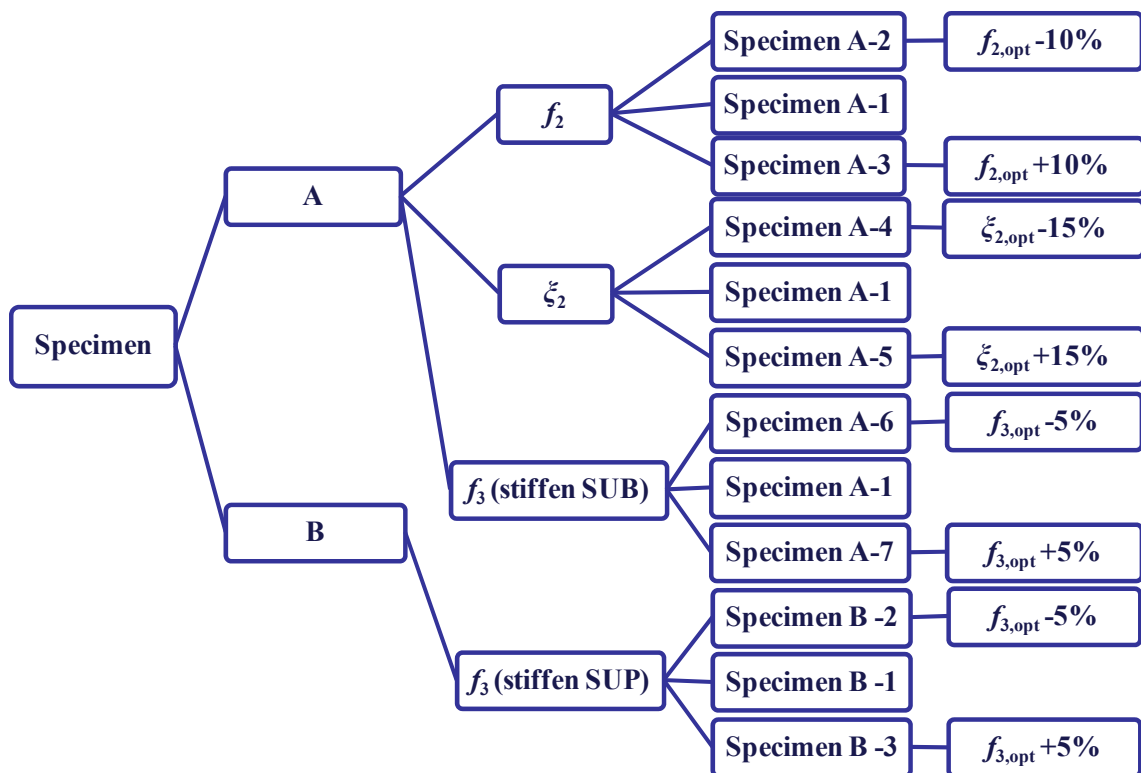 Specimen A-2
f2,opt -10%
f2
Specimen A-1
Specimen A-3
f2,opt +10%
A
Specimen A-4
ξ2,opt -15%
ξ2
Specimen A-1
Specimen
Specimen A-5
ξ2,opt +15%
Specimen A-6
f3,opt -5%
f3 (stiffen SUB)
Specimen A-1
B
Specimen A-7
f3,opt +5%
Specimen B -2
f3,opt -5%
f3 (stiffen SUP)
Specimen B -1
Specimen B -3
f3,opt +5%